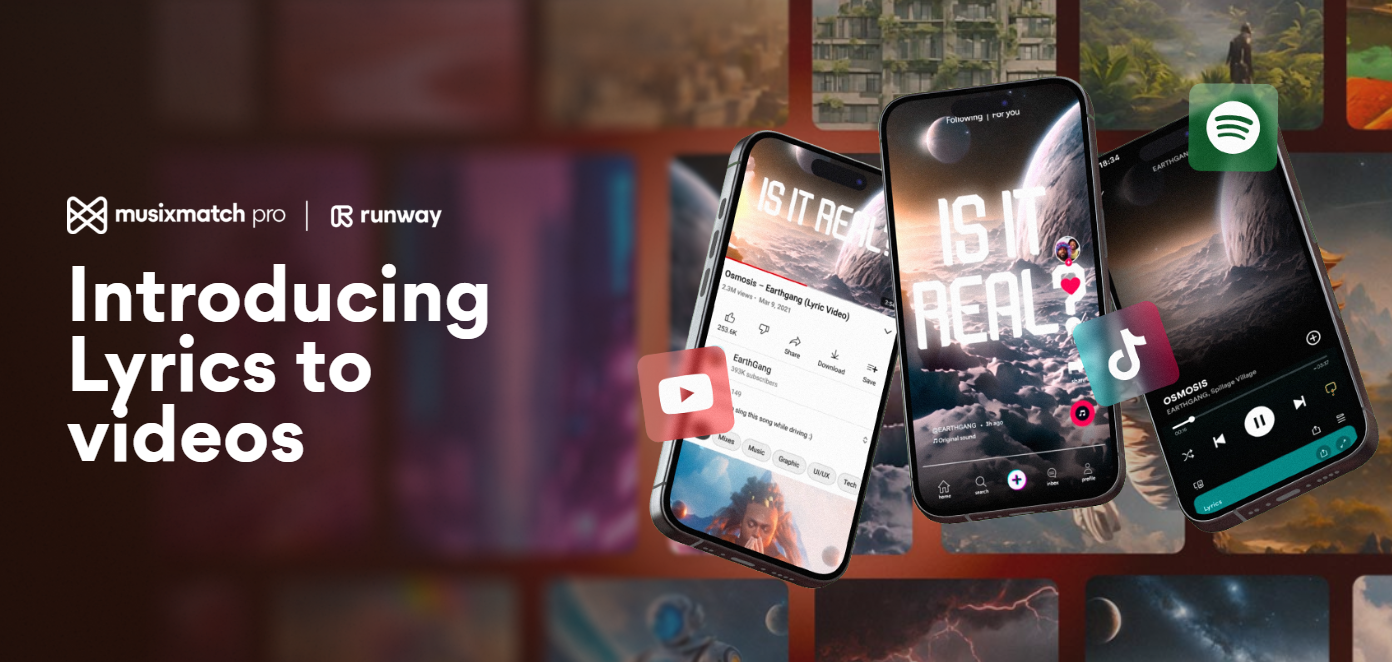 musixmatch pro | runway
Introducing
Lyrics to
videos
IS IT REAL?
Osmosis – Earthgang (Lyric Video)
2.3M views · Mar 9, 2021
253.6K
Share
Download
Save
EarthGang
393K subscribers
149
sing this song while driving :)
Mixes
Music
Graphic
UI/UX
Tech
Following | For you
IS IT
REAL?
share
@EARTHGANG · 8h ago
Original sound
home
search
inbox
profile
18:34
EARTHGANG
OSMOSIS
EARTHGANG, Spillage Village
Lyrics